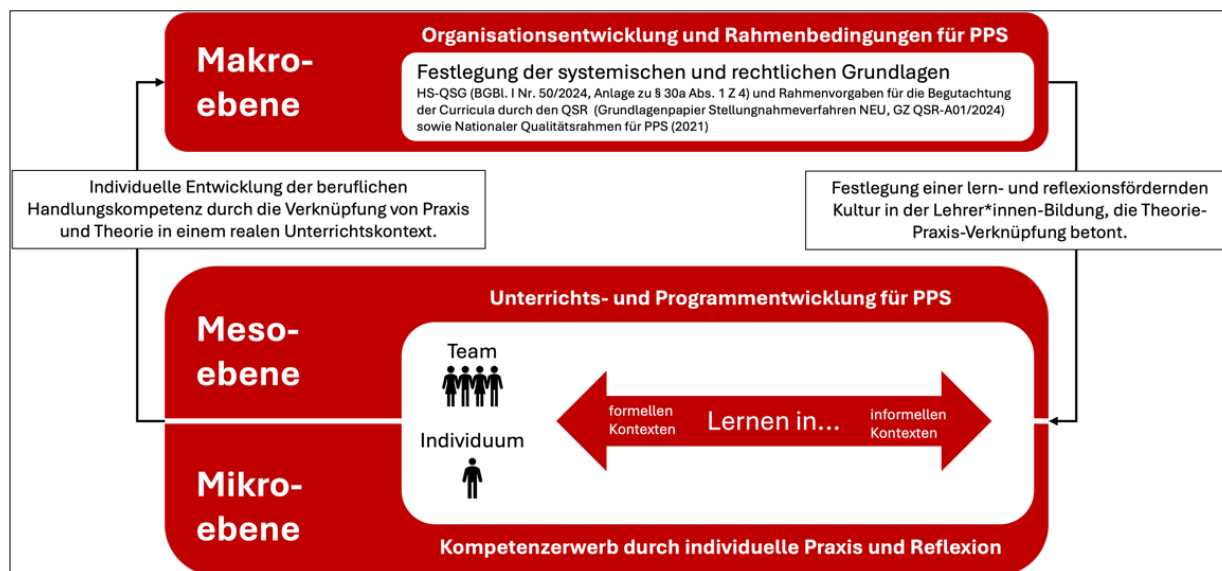 Makro-
ebene
Organisationsentwicklung und Rahmenbedingungen für PPS
Festlegung der systemischen und rechtlichen Grundlagen
HS-QSG (BGBl. I Nr. 50/2024, Anlage zu § 30a Abs. 1 Z 4) und Rahmenvorgaben für die Begutachtung
der Curricula durch den QSR (Grundlagenpapier Stellungnahmeverfahren NEU, GZ QSR-A01/2024)
sowie Nationaler Qualitätsrahmen für PPS (2021)
Individuelle Entwicklung der beruflichen
Handlungskompetenz durch die Verknüpfung von Praxis
und Theorie in einem realen Unterrichtskontext.
Festlegung einer lern- und reflexionsfördernden
Kultur in der Lehrer*innen-Bildung, die Theorie-
Praxis-Verknüpfung betont.
Meso-
ebene
Unterrichts- und Programmentwicklung für PPS
Team
formellen
Kontexten
Lernen in...
informellen
Kontexten
Individuum
Mikro-
ebene
Kompetenzerwerb durch individuelle Praxis und Reflexion